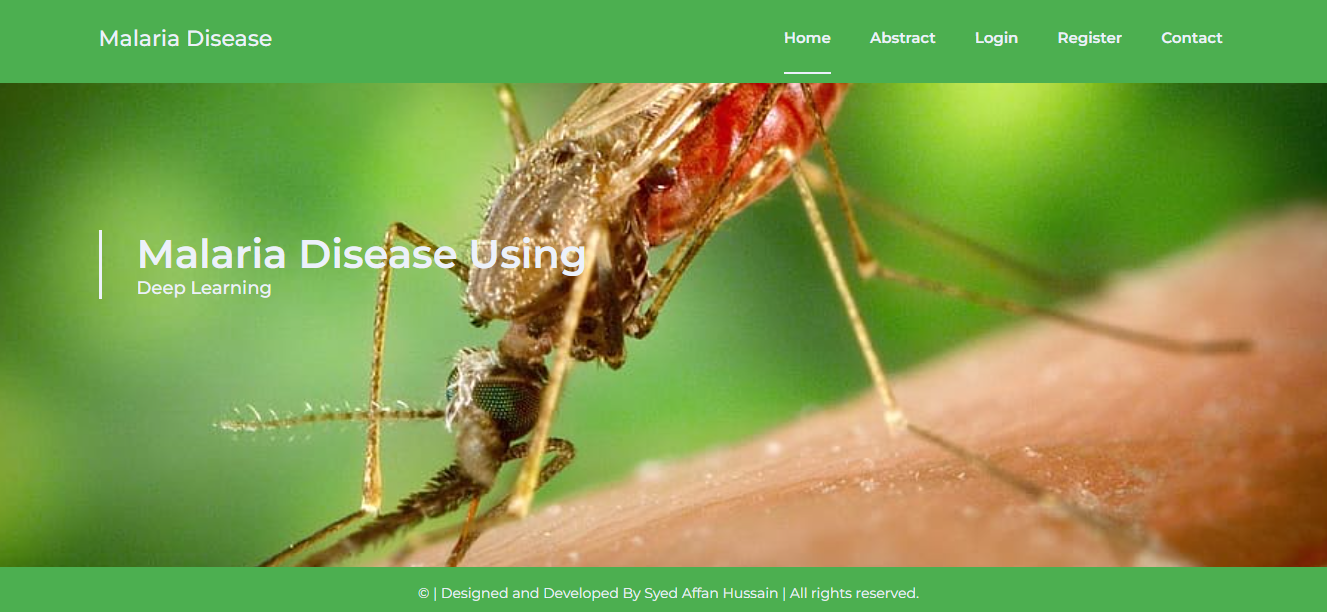 Malaria Disease
Home Abstract Login Register Contact
Malaria Disease Using
Deep Learning
© | Designed and Developed By Syed Affan Hussain | All rights reserved.